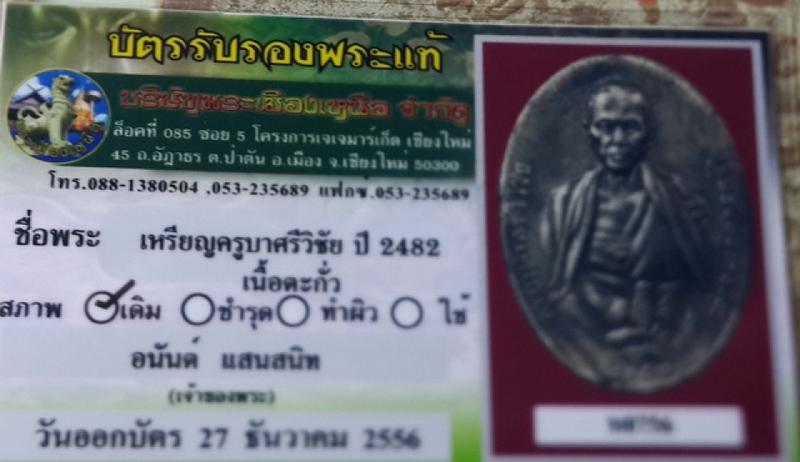 บัตรรับรองพระแท้
บริษัทพระเมืองเหนือ จำกัด
ล็อคที่ 085 ซอย 5 โครงการเจเจมาร์เก็ต เชียงใหม่
45 ถ.อัฎาธร ต.ป่าตัน อ.เมือง จ.เชียงใหม่ 50300
โทร.088-1380504 ,053-235689 แฟกซ์.053-235689
ชื่อพระ เหรียญครูบาศรีวิชัย ปี 2482
เนื้อตะกั่ว
สภาพ เดิม ชำรุด ทำผิว ใช้
อนันต์ แสนสนิท
(เจ้าของพระ)
วันออกบัตร 27 ธันวาคม 2556